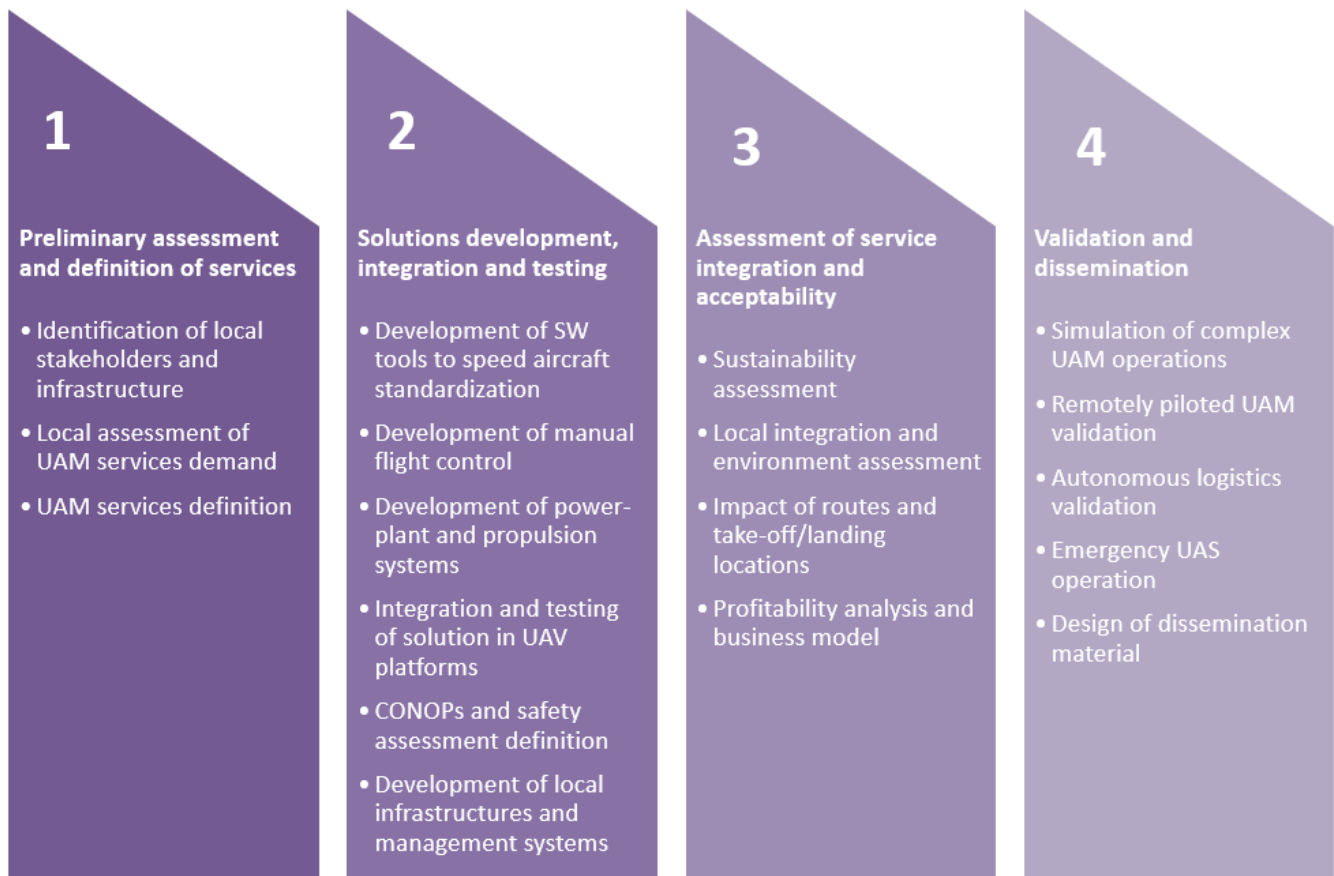 1
Preliminary assessment
and definition of services
• Identification of local
stakeholders and
infrastructure
• Local assessment of
UAM services demand
• UAM services definition
2
Solutions development,
integration and testing
• Development of SW
tools to speed aircraft
standardization
• Development of manual
flight control
• Development of power-
plant and propulsion
systems
• Integration and testing
of solution in UAV
platforms
• CONOPs and safety
assessment definition
• Development of local
infrastructures and
management systems
3
Assessment of service
integration and
acceptability
• Sustainability
assessment
• Local integration and
environment assessment
• Impact of routes and
take-off/landing
locations
• Profitability analysis and
business model
4
Validation and
dissemination
• Simulation of complex
UAM operations
• Remotely piloted UAM
validation
• Autonomous logistics
validation
• Emergency UAS
operation
• Design of dissemination
material